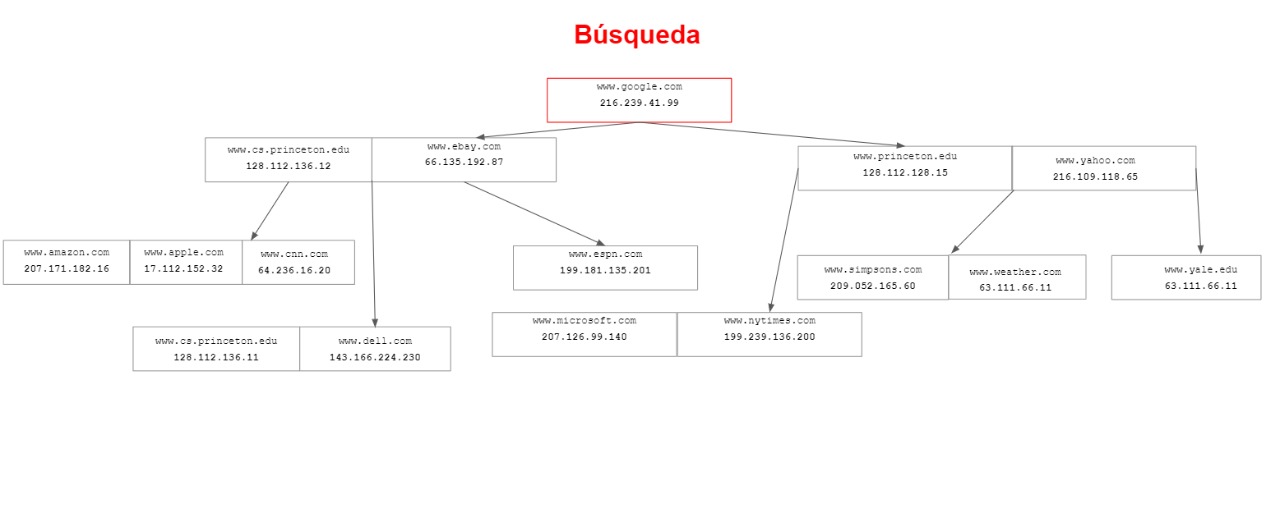 Búsqueda
www.google.com
216.239.41.99
www.cs.princeton.edu
128.112.136.12
www.ebay.com
66.135.192.87
www.princeton.edu
128.112.128.15
www.yahoo.com
216.109.118.65
www.amazon.com
207.171.182.16
www.apple.com
17.112.152.32
www.cnn.com
64.236.16.20
www.espn.com
199.181.135.201
www.simpsons.com
209.052.165.60
www.weather.com
63.111.66.11
www.yale.edu
63.111.66.11
www.cs.princeton.edu
128.112.136.11
www.dell.com
143.166.224.230
www.microsoft.com
207.126.99.140
www.nytimes.com
199.239.136.200